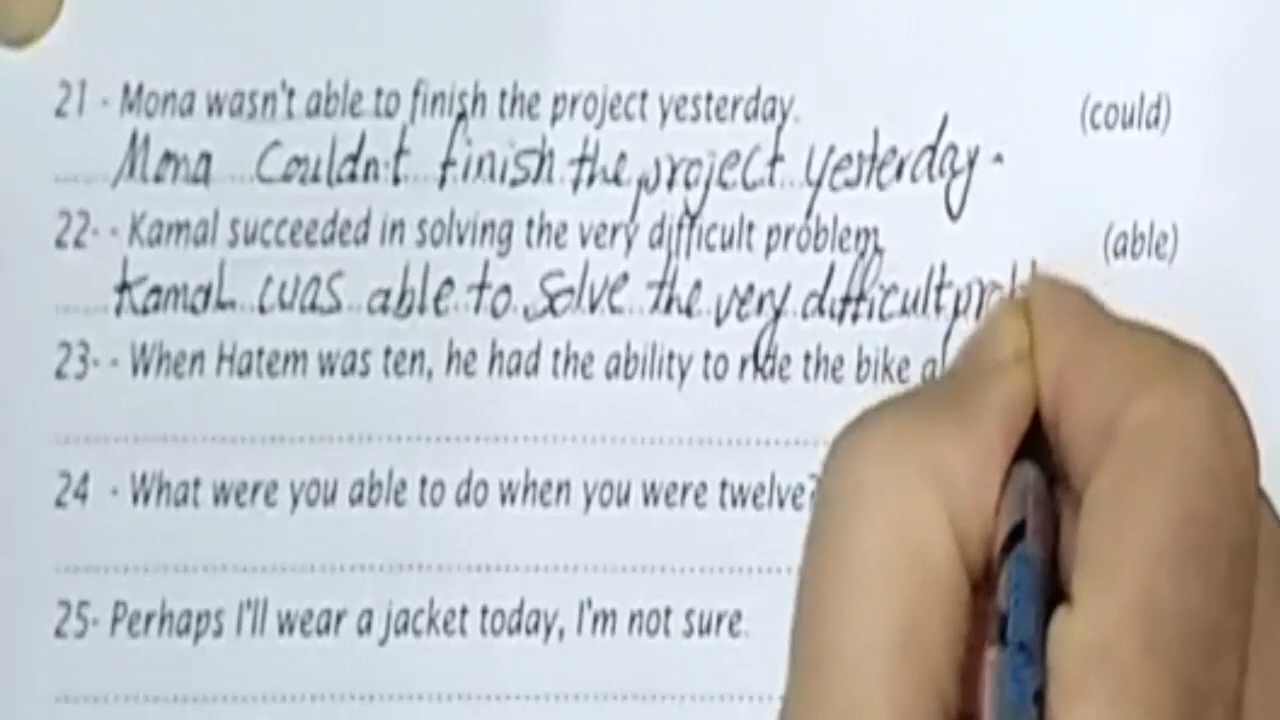 21 - Mona wasn't able to finish the project yesterday. (could)
Mona Couldn't finish the project yesterday.
22- - Kamal succeeded in solving the very difficult problem. (able)
Kamal was able to solve the very difficult
23- - When Hatem was ten, he had the ability to ride the bike
24 - What were you able to do when you were twelve?
25- Perhaps I'll wear a jacket today, I'm not sure.